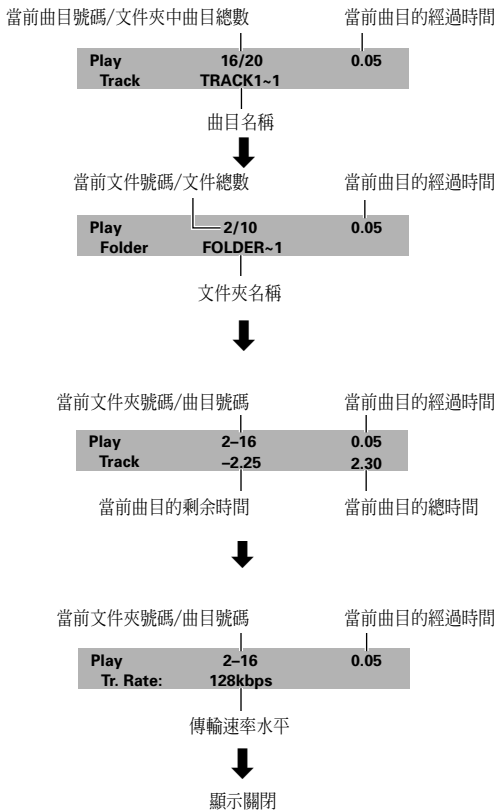 當前曲目號碼/文件夾中曲目總數 當前曲目的經過時間
Play 16/20 0.05
Track TRACK1~1
曲目名稱
當前文件號碼/文件總數 當前曲目的經過時間
Play 2/10 0.05
Folder FOLDER~1
文件夾名稱
當前文件夾號碼/曲目號碼 當前曲目的經過時間
Play 2–16 0.05
Track –2.25 2.30
當前曲目的剩余時間 當前曲目的總時間
當前文件夾號碼/曲目號碼 當前曲目的經過時間
Play 2–16 0.05
Tr. Rate: 128kbps
傳輸速率水平
顯示關閉